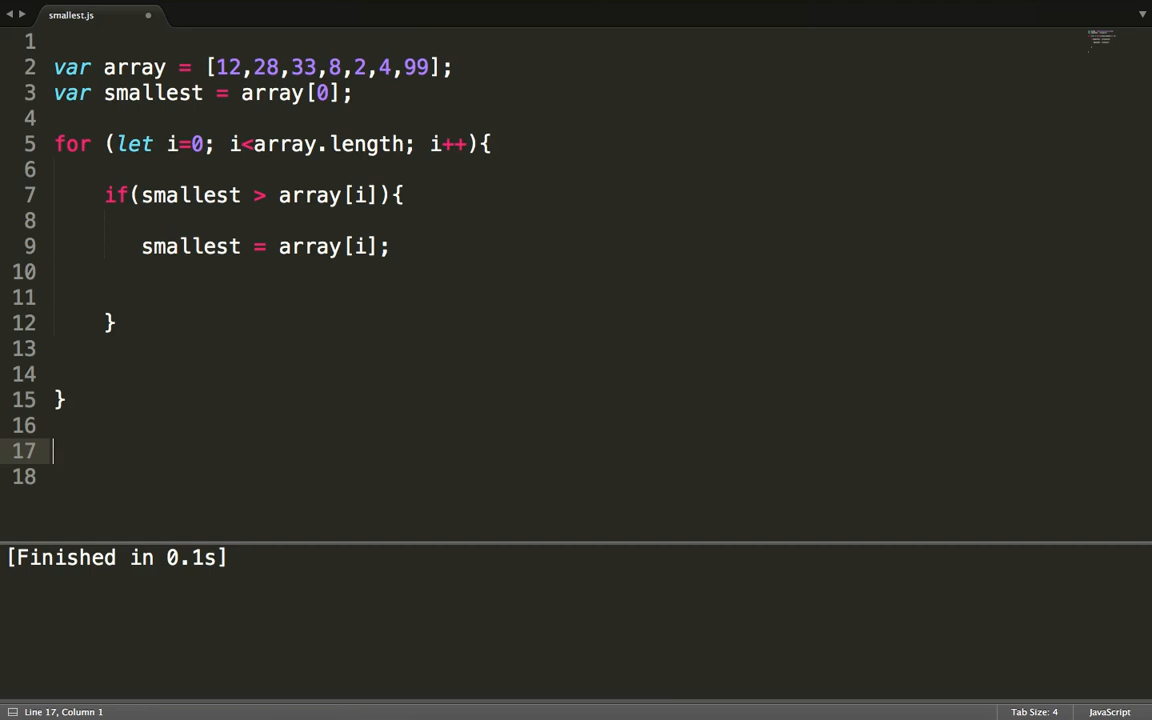 smallest.js
1
2 var array = [12,28,33,8,2,4,99];
3 var smallest = array[0];
4
5 for (let i=0; i<array.length; i++){
6
7 if(smallest > array[i]){
8
9 smallest = array[i];
10
11
12 }
13
14
15 }
16
17
18
[Finished in 0.1s]
Line 17, Column 1 Tab Size: 4 JavaScript